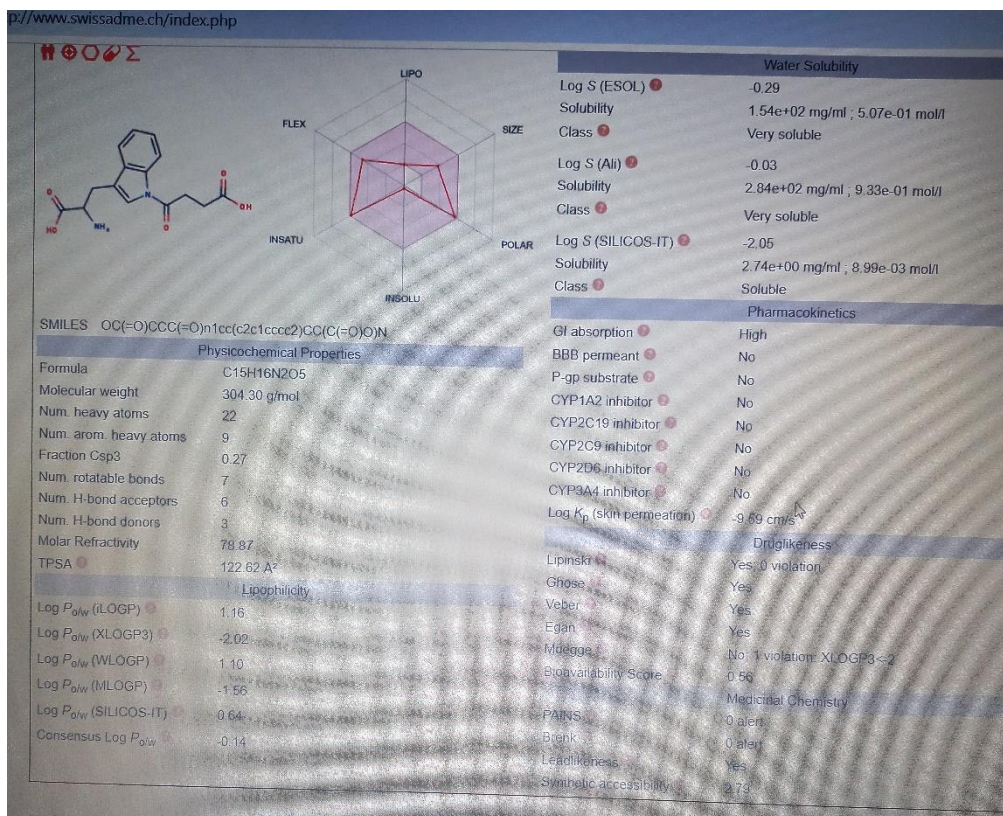 p://www.swissadme.ch/index.php
LIPO
FLEX
SIZE
INSATU
POLAR
INSOLU
O
OH
N
O
O
HO
NH₂
SMILES OC(=O)CCC(=O)n1cc(c2c1cccc2)CC(C(=O)O)N
Physicochemical Properties
Formula C15H16N2O5
Molecular weight 304.30 g/mol
Num. heavy atoms 22
Num. arom. heavy atoms 9
Fraction Csp3 0.27
Num. rotatable bonds 7
Num. H-bond acceptors 6
Num. H-bond donors 3
Molar Refractivity 78.87
TPSA 122.62 Å²
Lipophilicity
Log Po/w (iLOGP) 1.16
Log Po/w (XLOGP3) -2.02
Log Po/w (WLOGP) 1.10
Log Po/w (MLOGP) -1.56
Log Po/w (SILICOS-IT) 0.64
Consensus Log Po/w -0.14
Water Solubility
Log S (ESOL) -0.29
Solubility 1.54e+02 mg/ml ; 5.07e-01 mol/l
Class Very soluble
Log S (Ali) -0.03
Solubility 2.84e+02 mg/ml ; 9.33e-01 mol/l
Class Very soluble
Log S (SILICOS-IT) -2.05
Solubility 2.74e+00 mg/ml ; 8.99e-03 mol/l
Class Soluble
Pharmacokinetics
GI absorption High
BBB permeant No
P-gp substrate No
CYP1A2 inhibitor No
CYP2C19 inhibitor No
CYP2C9 inhibitor No
CYP2D6 inhibitor No
CYP3A4 inhibitor No
Log Kp (skin permeation) -9.59 cm/s
Druglikeness
Lipinski Yes; 0 violation
Ghose Yes
Veber Yes
Egan Yes
Muegge No; 1 violation: XLOGP3<-2
Bioavailability Score 0.56
Medicinal Chemistry
PAINS 0 alert
Brenk 0 alert
Leadlikeness Yes
Synthetic accessibility 2.79